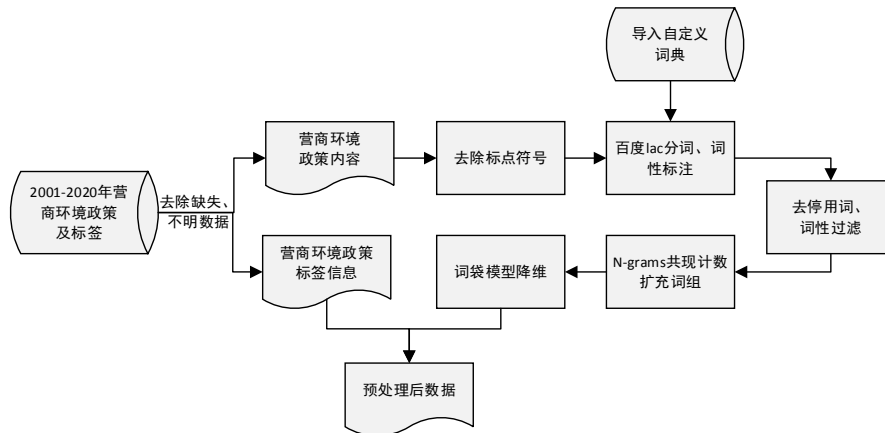 导入自定义
词典
营商环境
政策内容
去除标点符号
百度lac分词、词
性标注
2001-2020年营
商环境政策
及标签
去除缺失、
不明数据
去停用词、
词性过滤
营商环境政策
标签信息
词袋模型降维
N-grams共现计数
扩充词组
预处理后数据